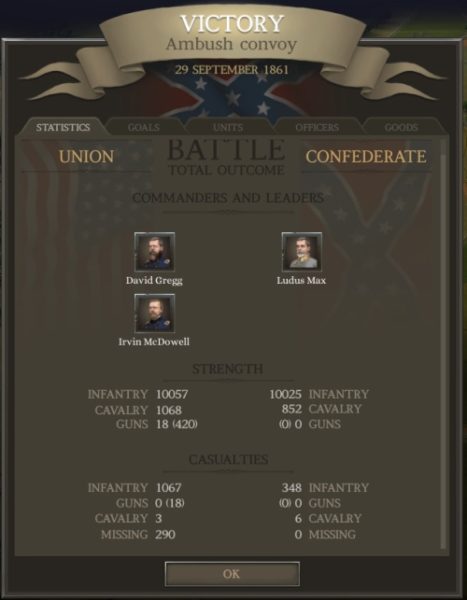 VICTORY
Ambush convoy
29 SEPTEMBER 1861
STATISTICS GOALS UNITS OFFICERS GOODS
UNION BATTLE CONFEDERATE
TOTAL OUTCOME
COMMANDERS AND LEADERS
David Gregg Ludus Max
Irvin McDowell
STRENGTH
INFANTRY 10057 10025 INFANTRY
CAVALRY 1068 852 CAVALRY
GUNS 18 (420) (0) 0 GUNS
CASUALTIES
INFANTRY 1067 348 INFANTRY
GUNS 0 (18) (0) 0 GUNS
CAVALRY 3 6 CAVALRY
MISSING 290 0 MISSING
OK